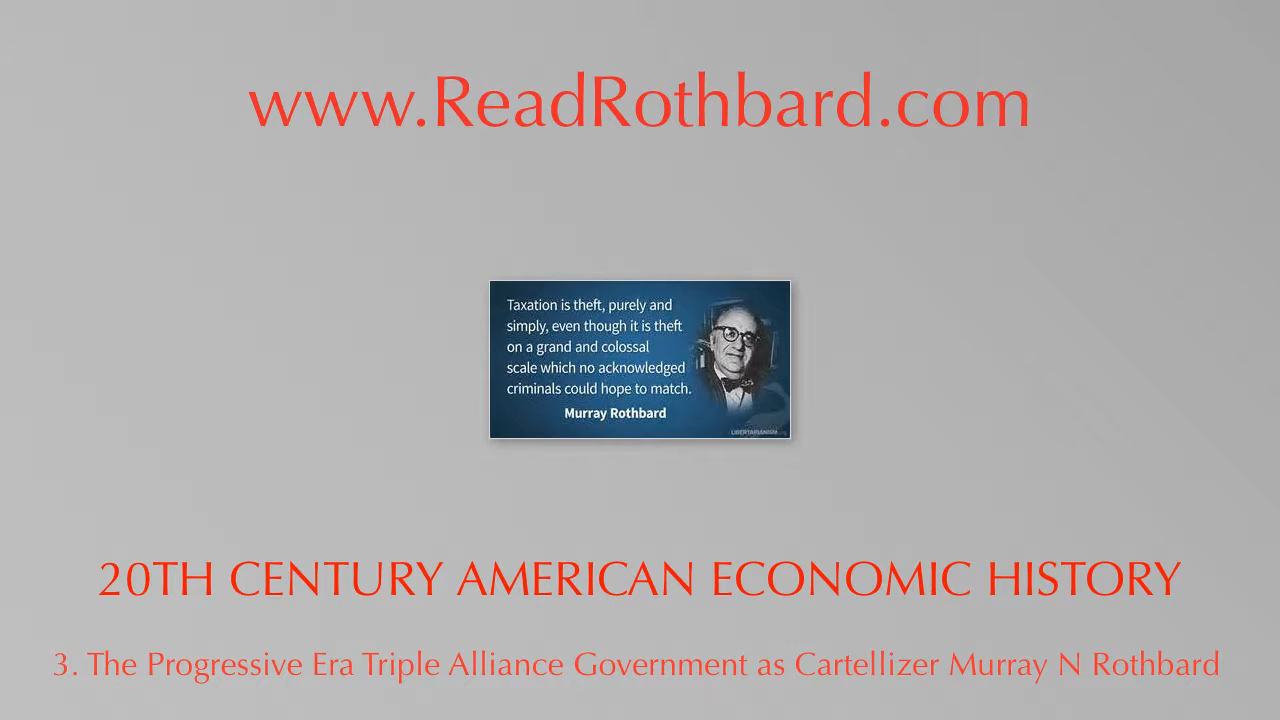 www.ReadRothbard.com
Taxation is theft, purely and
simply, even though it is theft
on a grand and colossal
scale which no acknowledged
criminals could hope to match.
Murray Rothbard
20TH CENTURY AMERICAN ECONOMIC HISTORY
3. The Progressive Era Triple Alliance Government as Cartellizer Murray N Rothbard